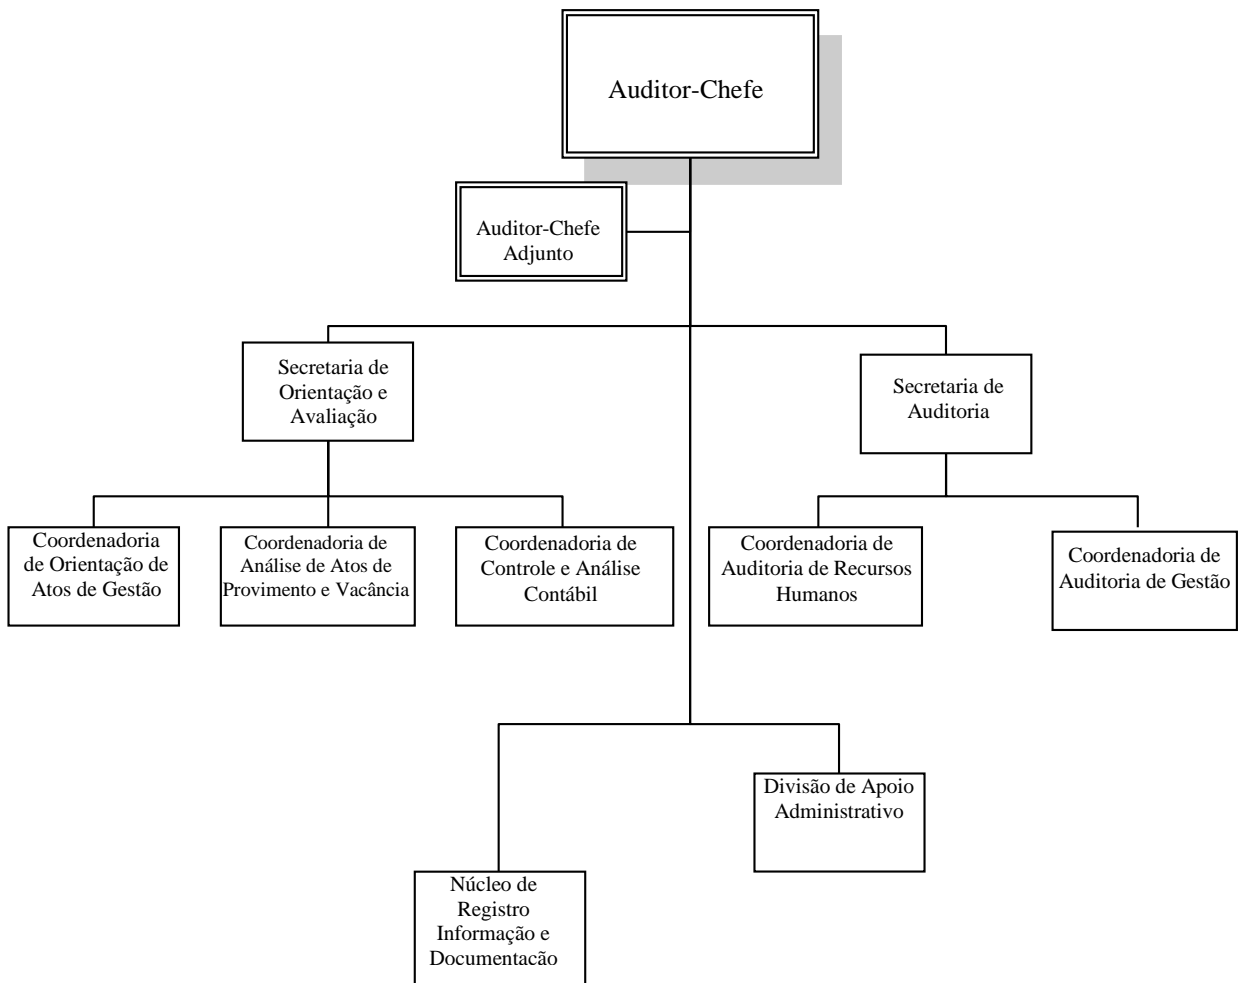 Auditor-Chefe
Auditor-Chefe
Adjunto
Secretaria de
Orientação e
Avaliação
Secretaria de
Auditoria
Coordenadoria
de Orientação de
Atos de Gestão
Coordenadoria de
Análise de Atos de
Provimento e Vacância
Coordenadoria de
Controle e Análise
Contábil
Coordenadoria de
Auditoria de Recursos
Humanos
Coordenadoria de
Auditoria de Gestão
Divisão de Apoio
Administrativo
Núcleo de
Registro
Informação e
Documentacão